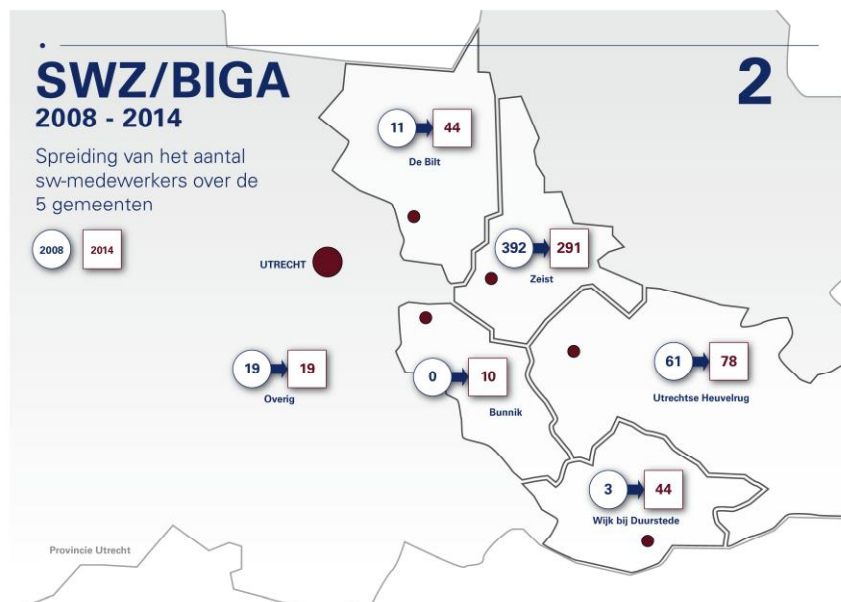 SWZ/BIGA
2
2008 - 2014
Spreiding van het aantal
sw-medewerkers over de
5 gemeenten
2008
2014
11
44
De Bilt
392
291
Zeist
UTRECHT
19
19
Overig
0
10
Bunnik
61
78
Utrechtse Heuvelrug
3
44
Wijk bij Duurstede
Provincie Utrecht